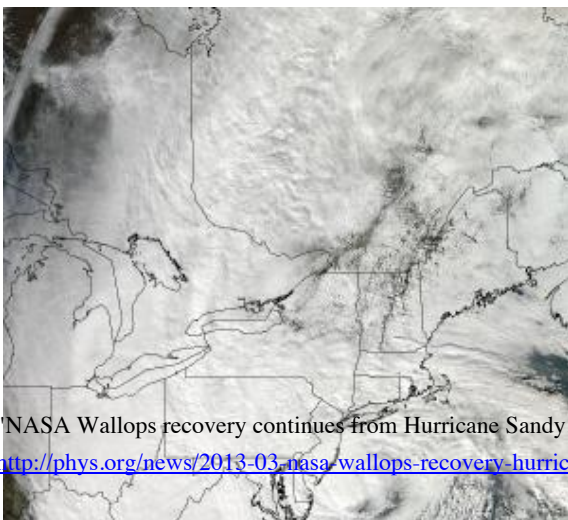 'NASA Wallops recovery continues from Hurricane Sandy
http://phys.org/news/2013-03-nasa-wallops-recovery-hurric